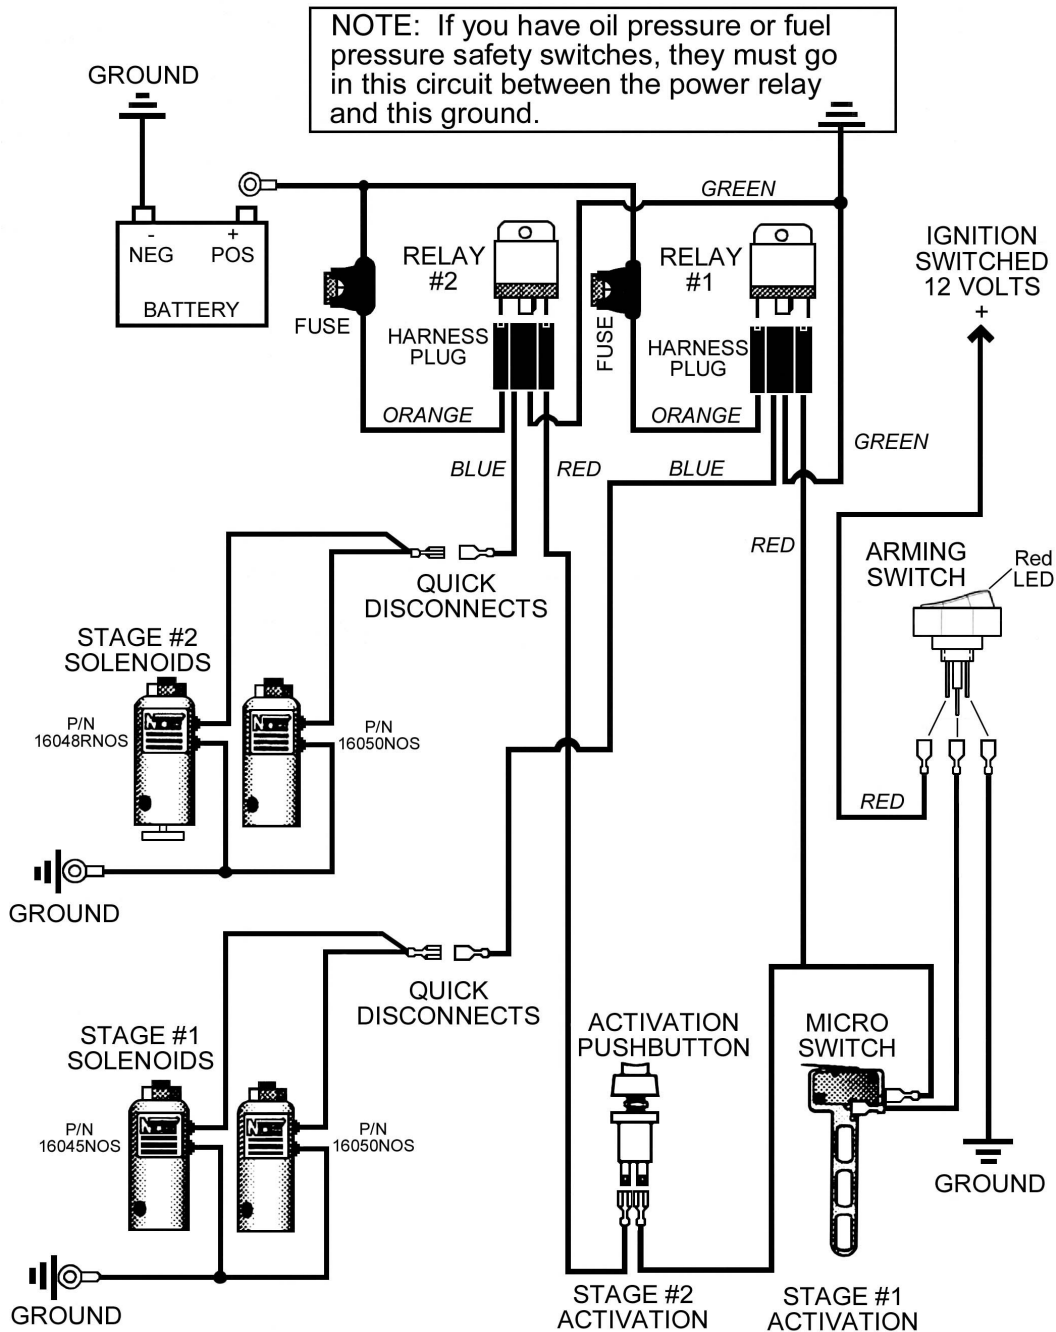 NOTE: If you have oil pressure or fuel
pressure safety switches, they must go
in this circuit between the power relay
and this ground.
GROUND
GREEN
- +
NEG POS
BATTERY
RELAY
#2
RELAY
#1
IGNITION
SWITCHED
12 VOLTS
+
FUSE
HARNESS
PLUG
FUSE
HARNESS
PLUG
ORANGE
ORANGE
GREEN
BLUE
RED
BLUE
RED
ARMING
SWITCH
Red
LED
QUICK
DISCONNECTS
STAGE #2
SOLENOIDS
P/N
16048RNOS
NOS
NOS
P/N
16050NOS
RED
GROUND
QUICK
DISCONNECTS
STAGE #1
SOLENOIDS
ACTIVATION
PUSHBUTTON
MICRO
SWITCH
P/N
16045NOS
NOS
NOS
P/N
16050NOS
GROUND
GROUND
STAGE #2
ACTIVATION
STAGE #1
ACTIVATION